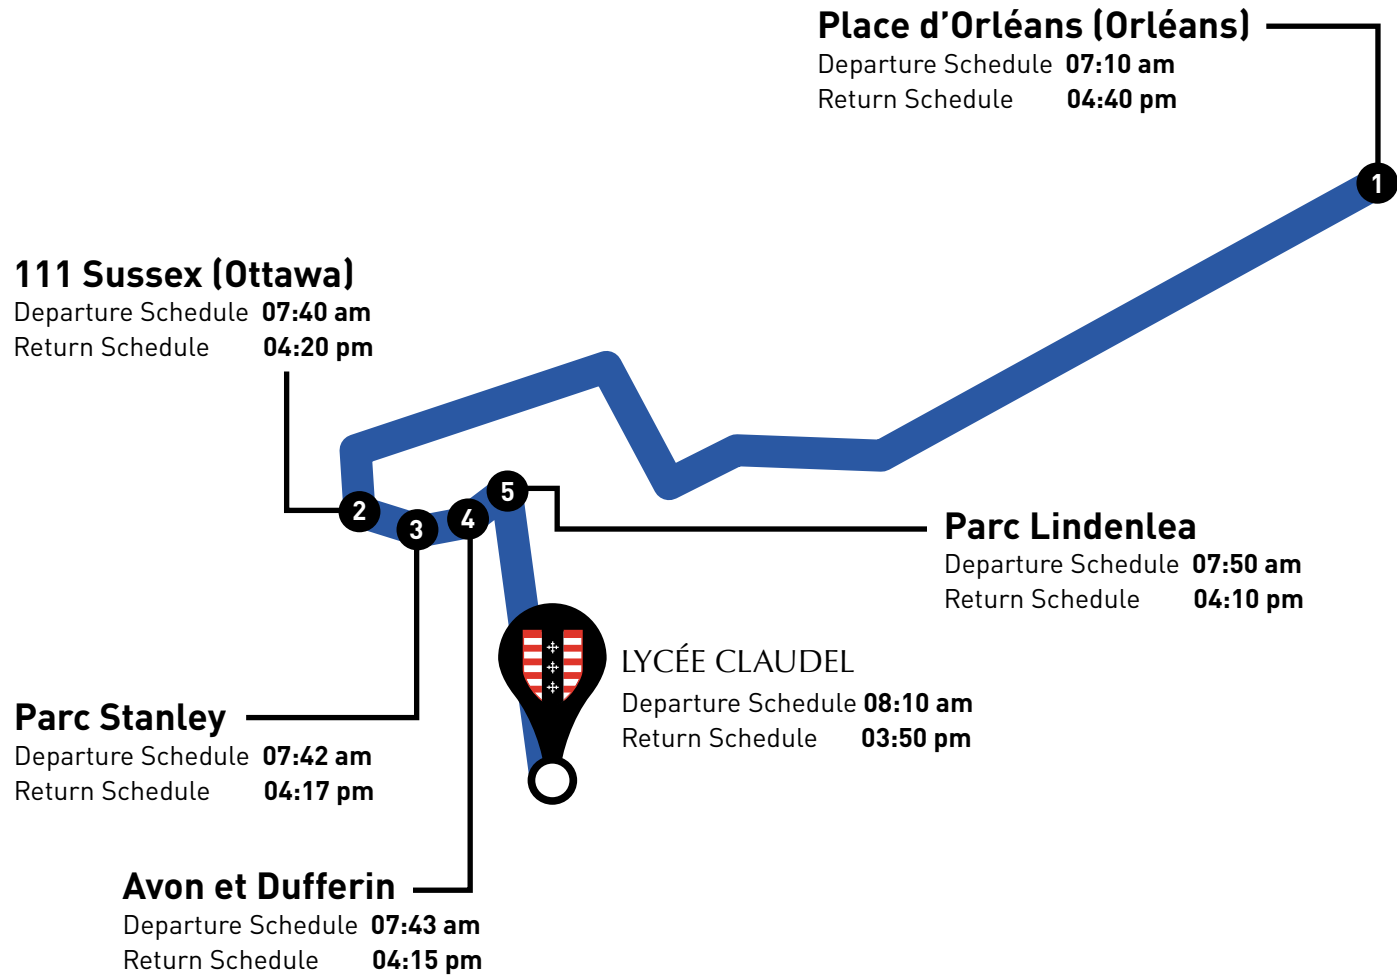 Place d’Orléans (Orléans)
Departure Schedule 07:10 am
Return Schedule 04:40 pm
1
111 Sussex (Ottawa)
Departure Schedule 07:40 am
Return Schedule 04:20 pm
2
3
4
5
Parc Lindenlea
Departure Schedule 07:50 am
Return Schedule 04:10 pm
LYCÉE CLAUDEL
Departure Schedule 08:10 am
Return Schedule 03:50 pm
Parc Stanley
Departure Schedule 07:42 am
Return Schedule 04:17 pm
Avon et Dufferin
Departure Schedule 07:43 am
Return Schedule 04:15 pm